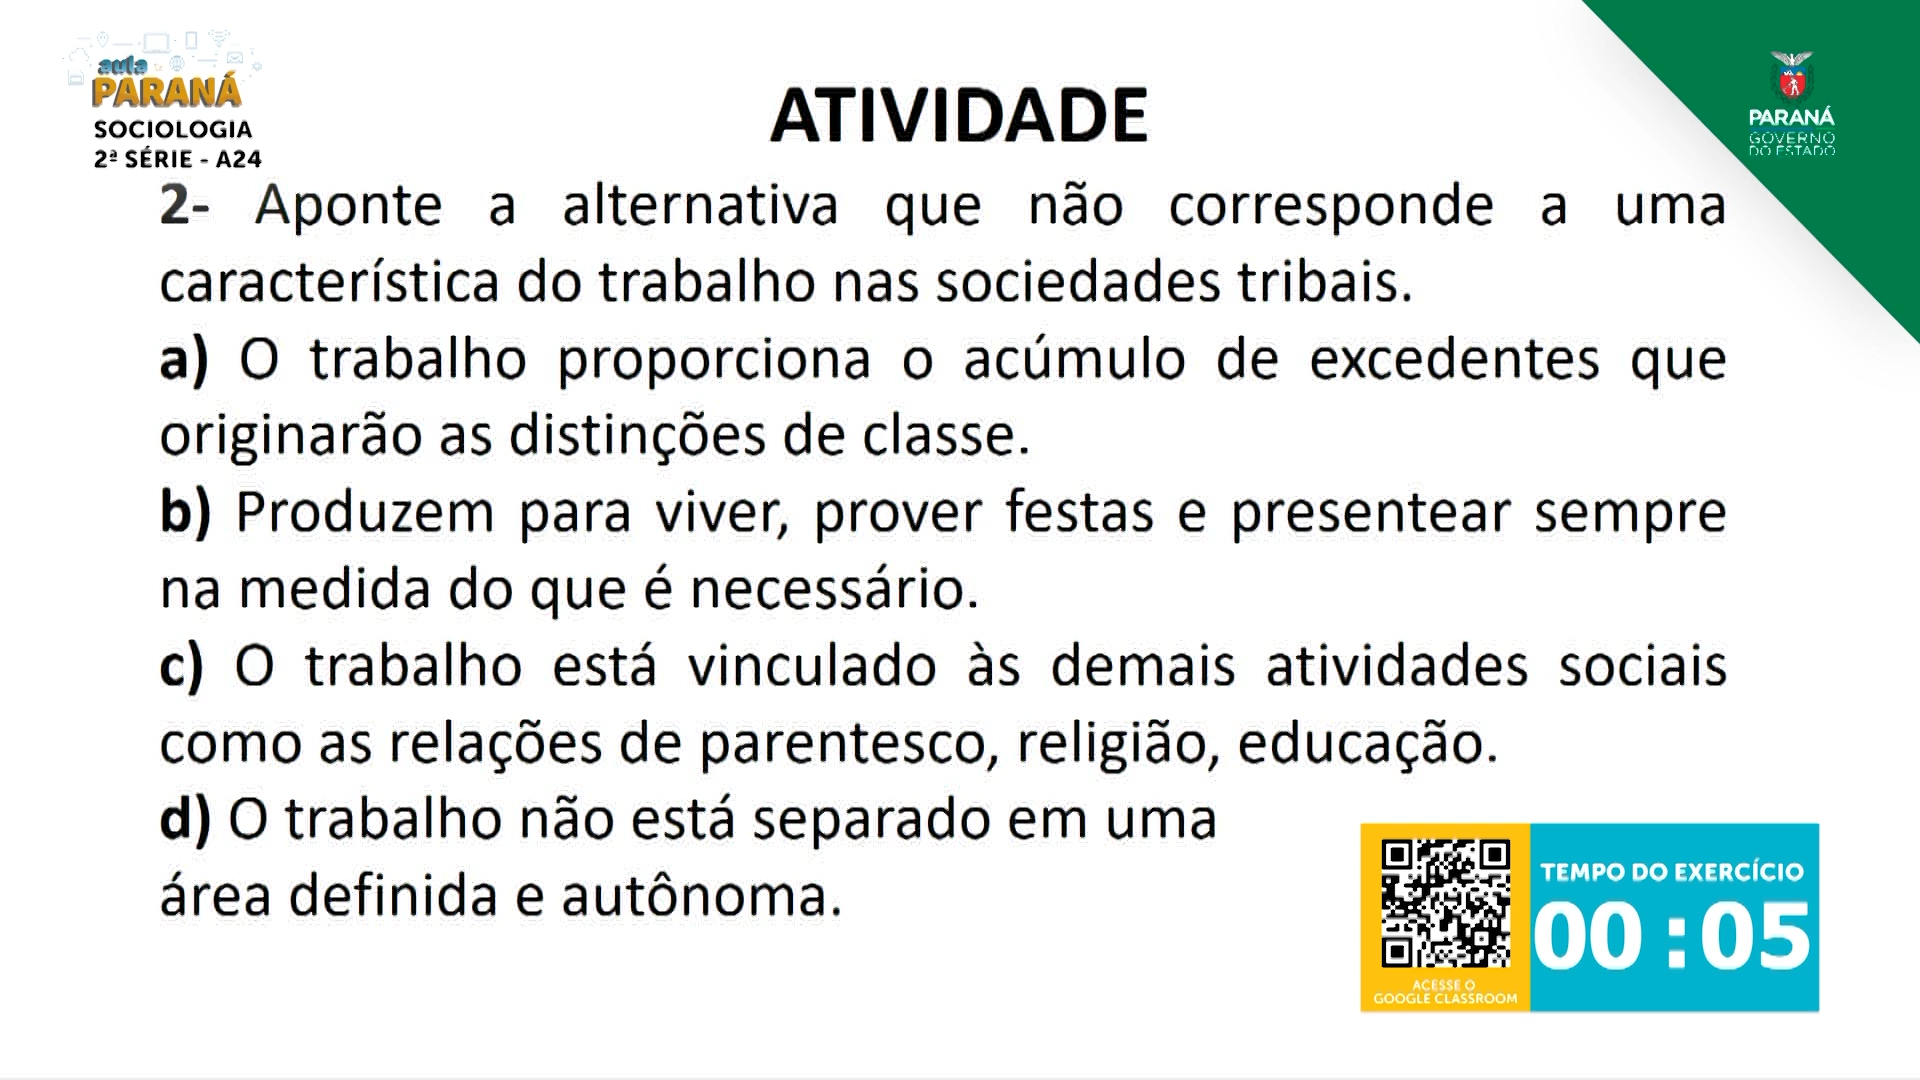 aula
PARANÁ
SOCIOLOGIA
2ª SÉRIE - A24
ATIVIDADE
PARANÁ
GOVERNO
DO ESTADO
2- Aponte a alternativa que não corresponde a uma
característica do trabalho nas sociedades tribais.
a) O trabalho proporciona o acúmulo de excedentes que
originarão as distinções de classe.
b) Produzem para viver, prover festas e presentear sempre
na medida do que é necessário.
c) O trabalho está vinculado às demais atividades sociais
como as relações de parentesco, religião, educação.
d) O trabalho não está separado em uma
área definida e autônoma.
TEMPO DO EXERCÍCIO
00:05
ACESSE O
GOOGLE CLASSROOM